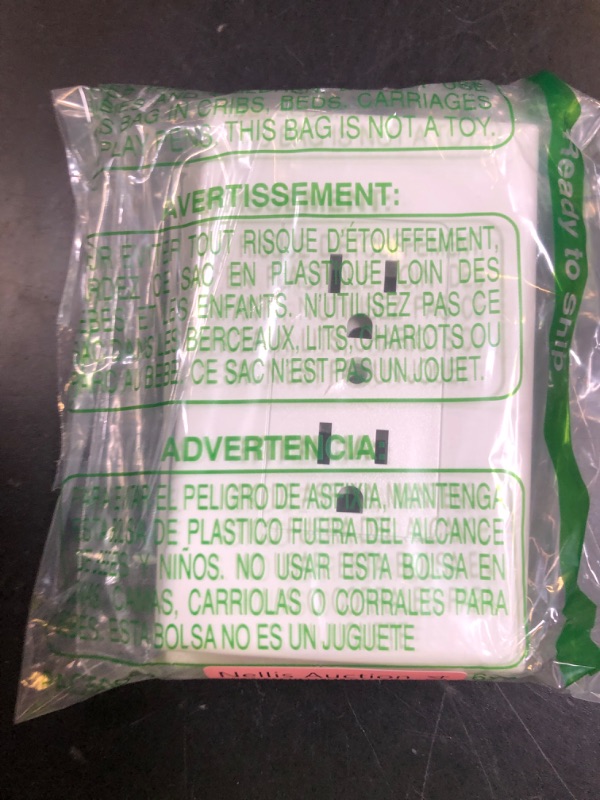 IN CRIBS, BEDS, CARRIAGES
THIS BAG IS NOT A TOY.
AVERTISSEMENT:
TOUT RISQUE D'ÉTOUFFEMENT,
SAC EN PLASTIQUE LOIN DES
ENFANTS. N'UTILISEZ PAS CE
BERCEAUX, LITS, CHARIOTS OU
CE SAC N'EST PAS UN JOUET.
ADVERTENCIA:
EL PELIGRO DE ASFIXIA, MANTENGA
DE PLASTICO FUERA DEL ALCANCE
NIÑOS. NO USAR ESTA BOLSA EN
CAMAS, CARRIOLAS O CORRALES PARA
ESTA BOLSA NO ES UN JUGUETE
Nellis Auction
Ready to Ship.